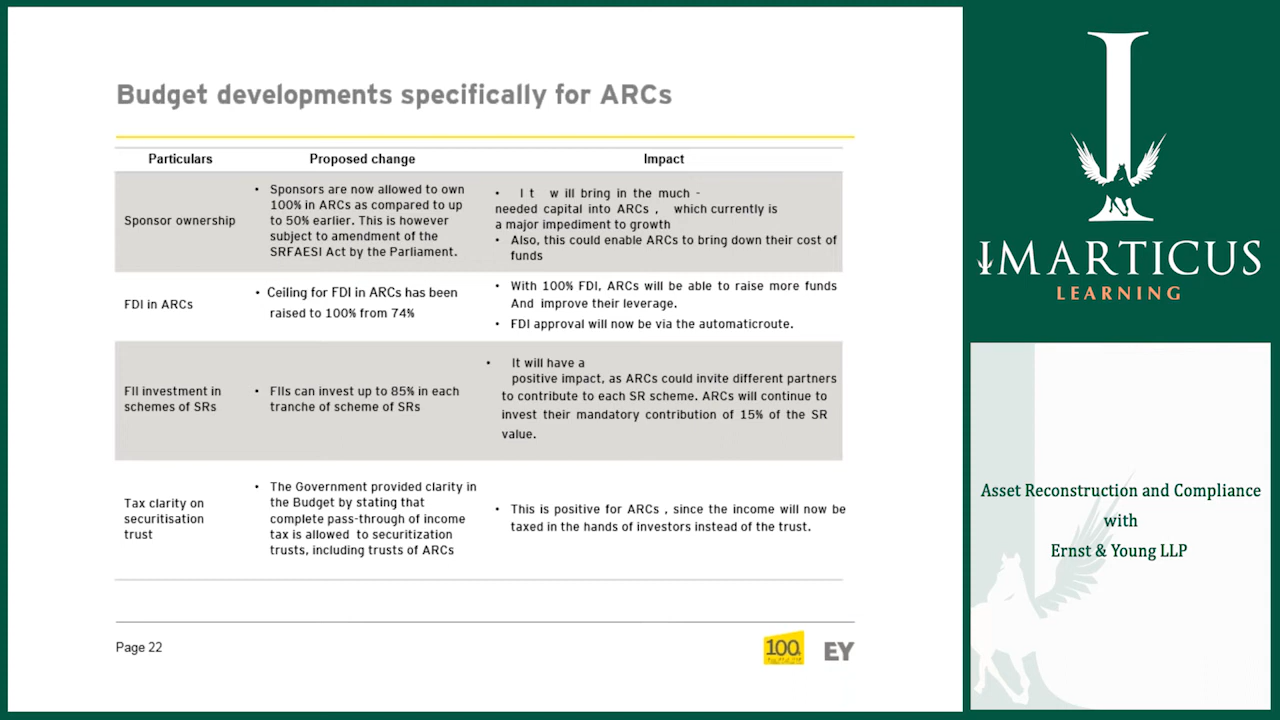 Budget developments specifically for ARCs
Particulars
Proposed change
Impact
Sponsor ownership
• Sponsors are now allowed to own
100% in ARCs as compared to up
to 50% earlier. This is however
subject to amendment of the
SRFAESI Act by the Parliament.
• I t w ill bring in the much -
needed capital into ARCs , which currently is
a major impediment to growth
• Also, this could enable ARCs to bring down their cost of
funds
FDI in ARCs
• Ceiling for FDI in ARCs has been
raised to 100% from 74%
• With 100% FDI, ARCs will be able to raise more funds
And improve their leverage.
• FDI approval will now be via the automaticroute.
FII investment in
schemes of SRs
• FIIs can invest up to 85% in each
tranche of scheme of SRs
• It will have a
positive impact, as ARCs could invite different partners
to contribute to each SR scheme. ARCs will continue to
invest their mandatory contribution of 15% of the SR
value.
Tax clarity on
securitisation
trust
• The Government provided clarity in
the Budget by stating that
complete pass-through of income
tax is allowed to securitization
trusts, including trusts of ARCs
• This is positive for ARCs , since the income will now be
taxed in the hands of investors instead of the trust.
Page 22
100
EY
IMARTICUS
LEARNING
Asset Reconstruction and Compliance
with
Ernst & Young LLP